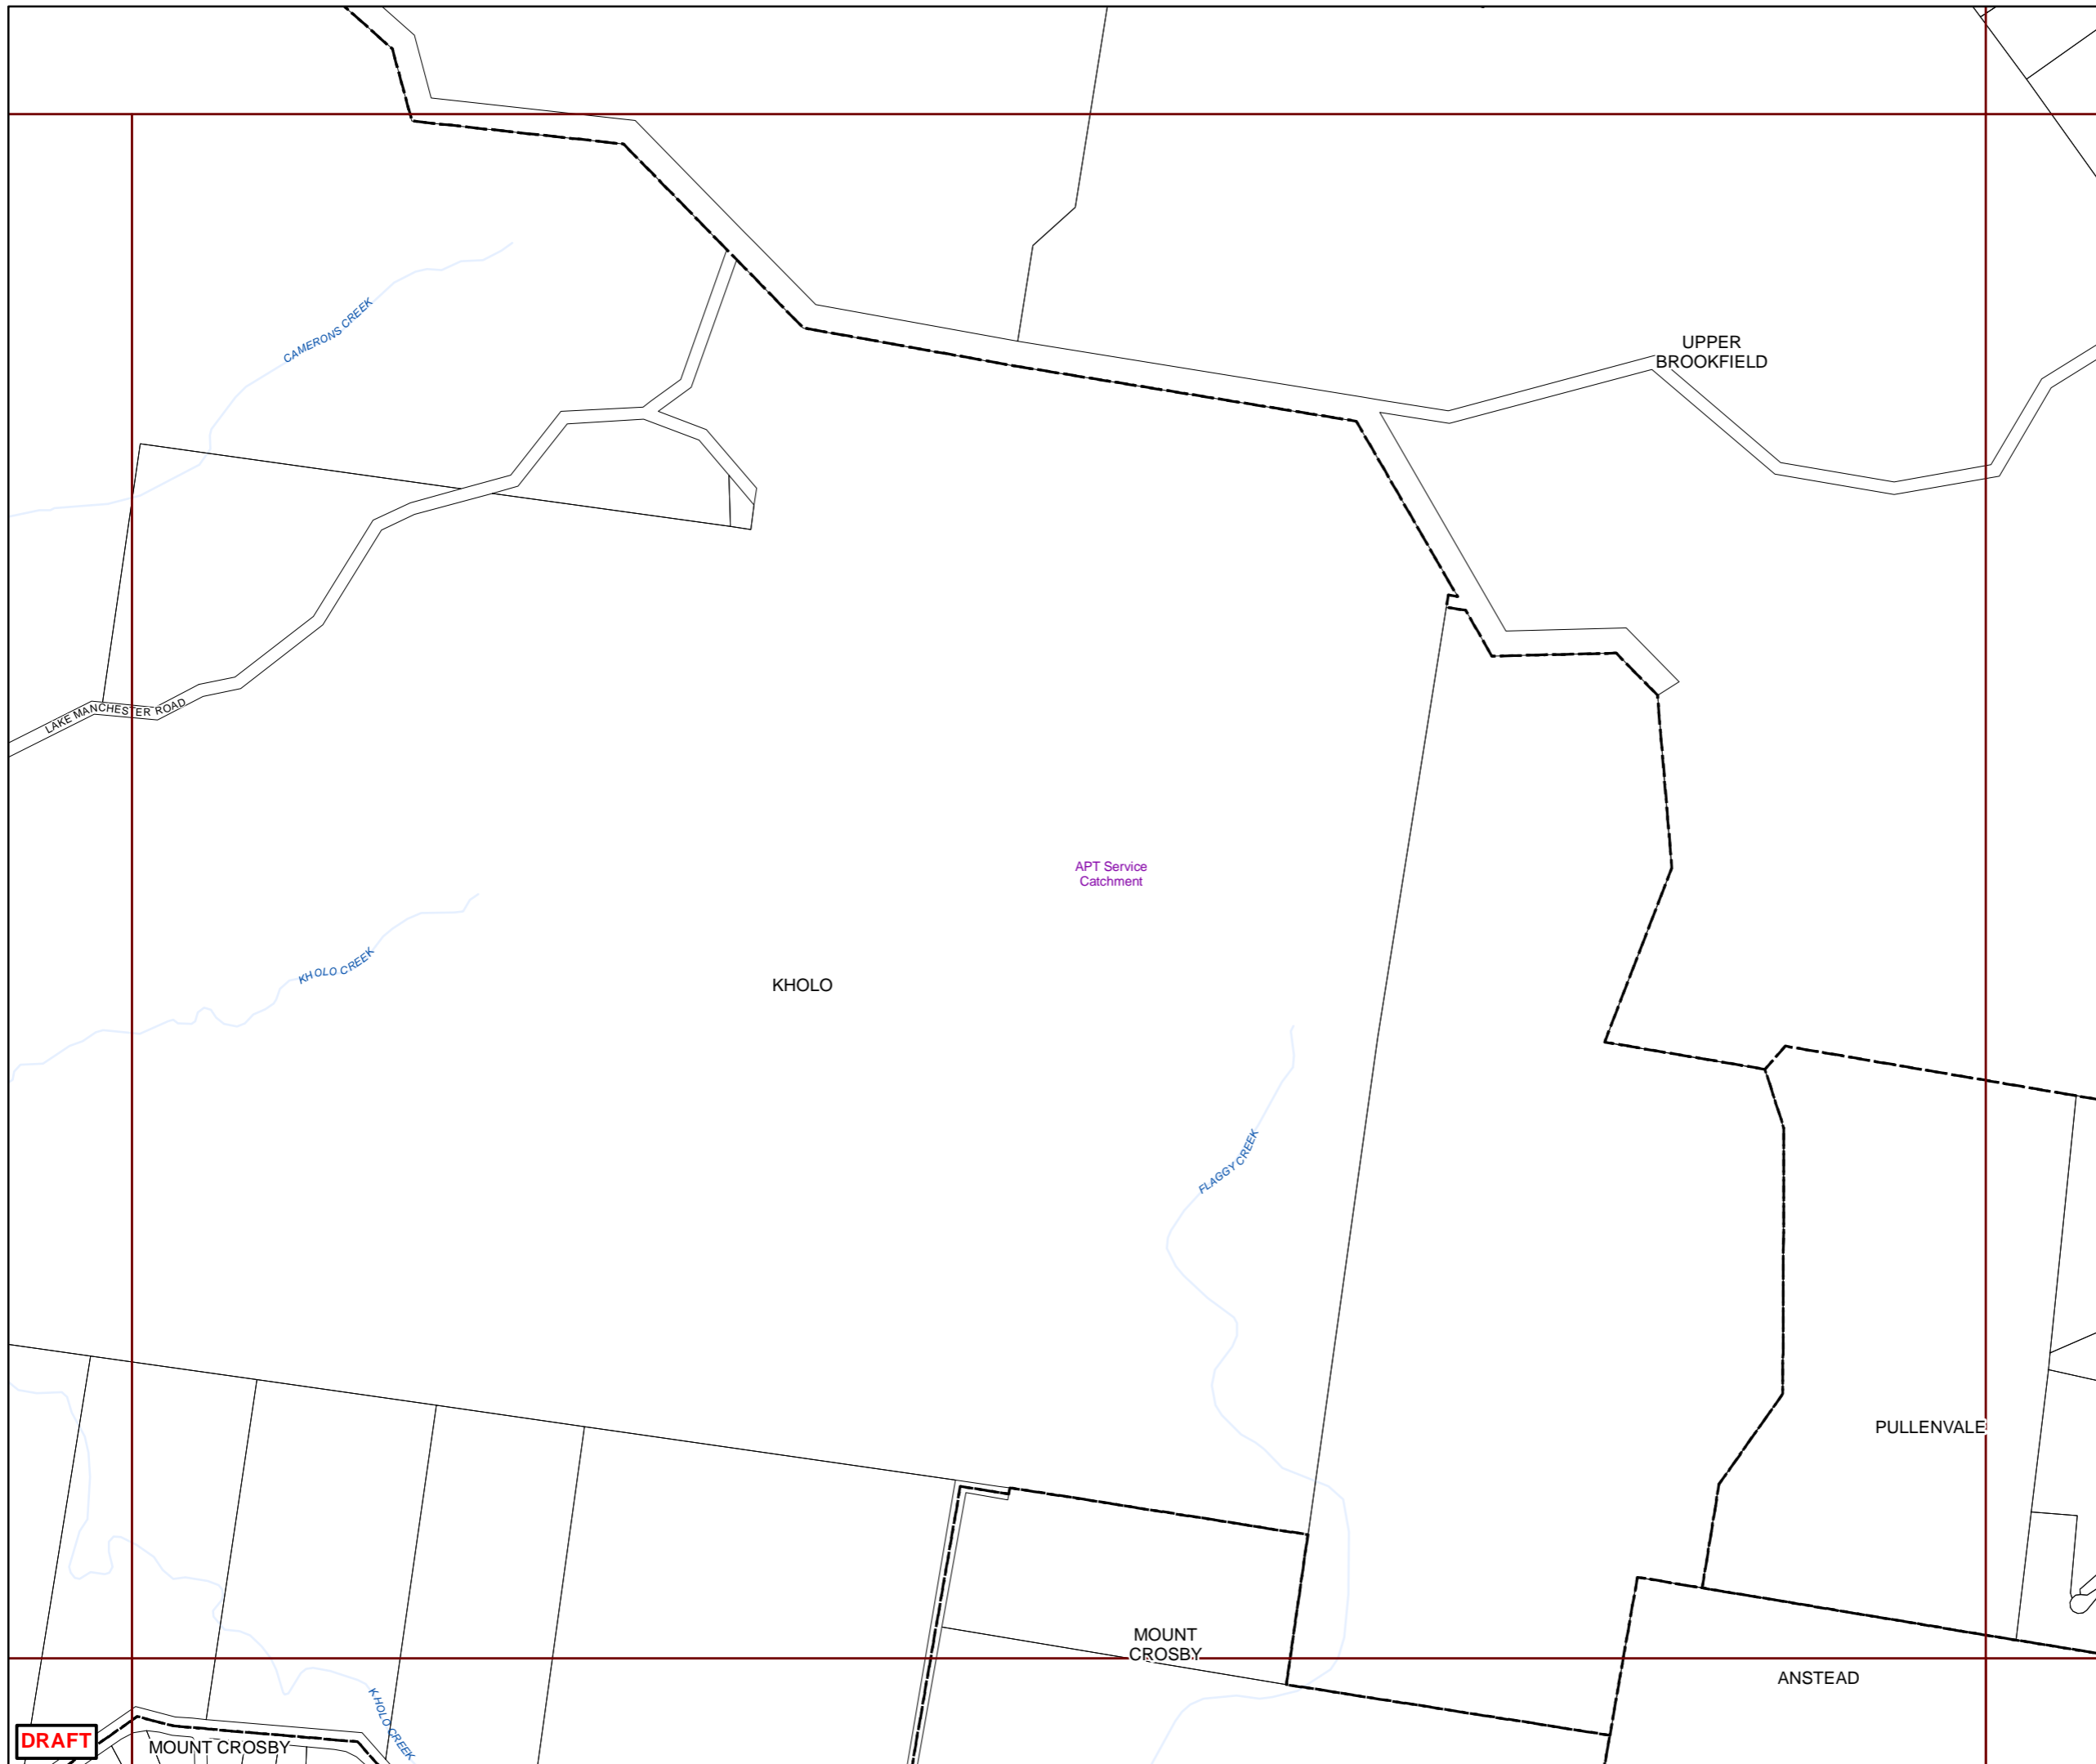 CAMERONS CREEK
UPPER
BROOKFIELD
LAKE MANCHESTER ROAD
APT Service
Catchment
KHOLO CREEK
KHOLO
FLAGGY CREEK
PULLENVALE
MOUNT
CROSBY
ANSTEAD
KHOLO CREEK
DRAFT
MOUNT CROSBY